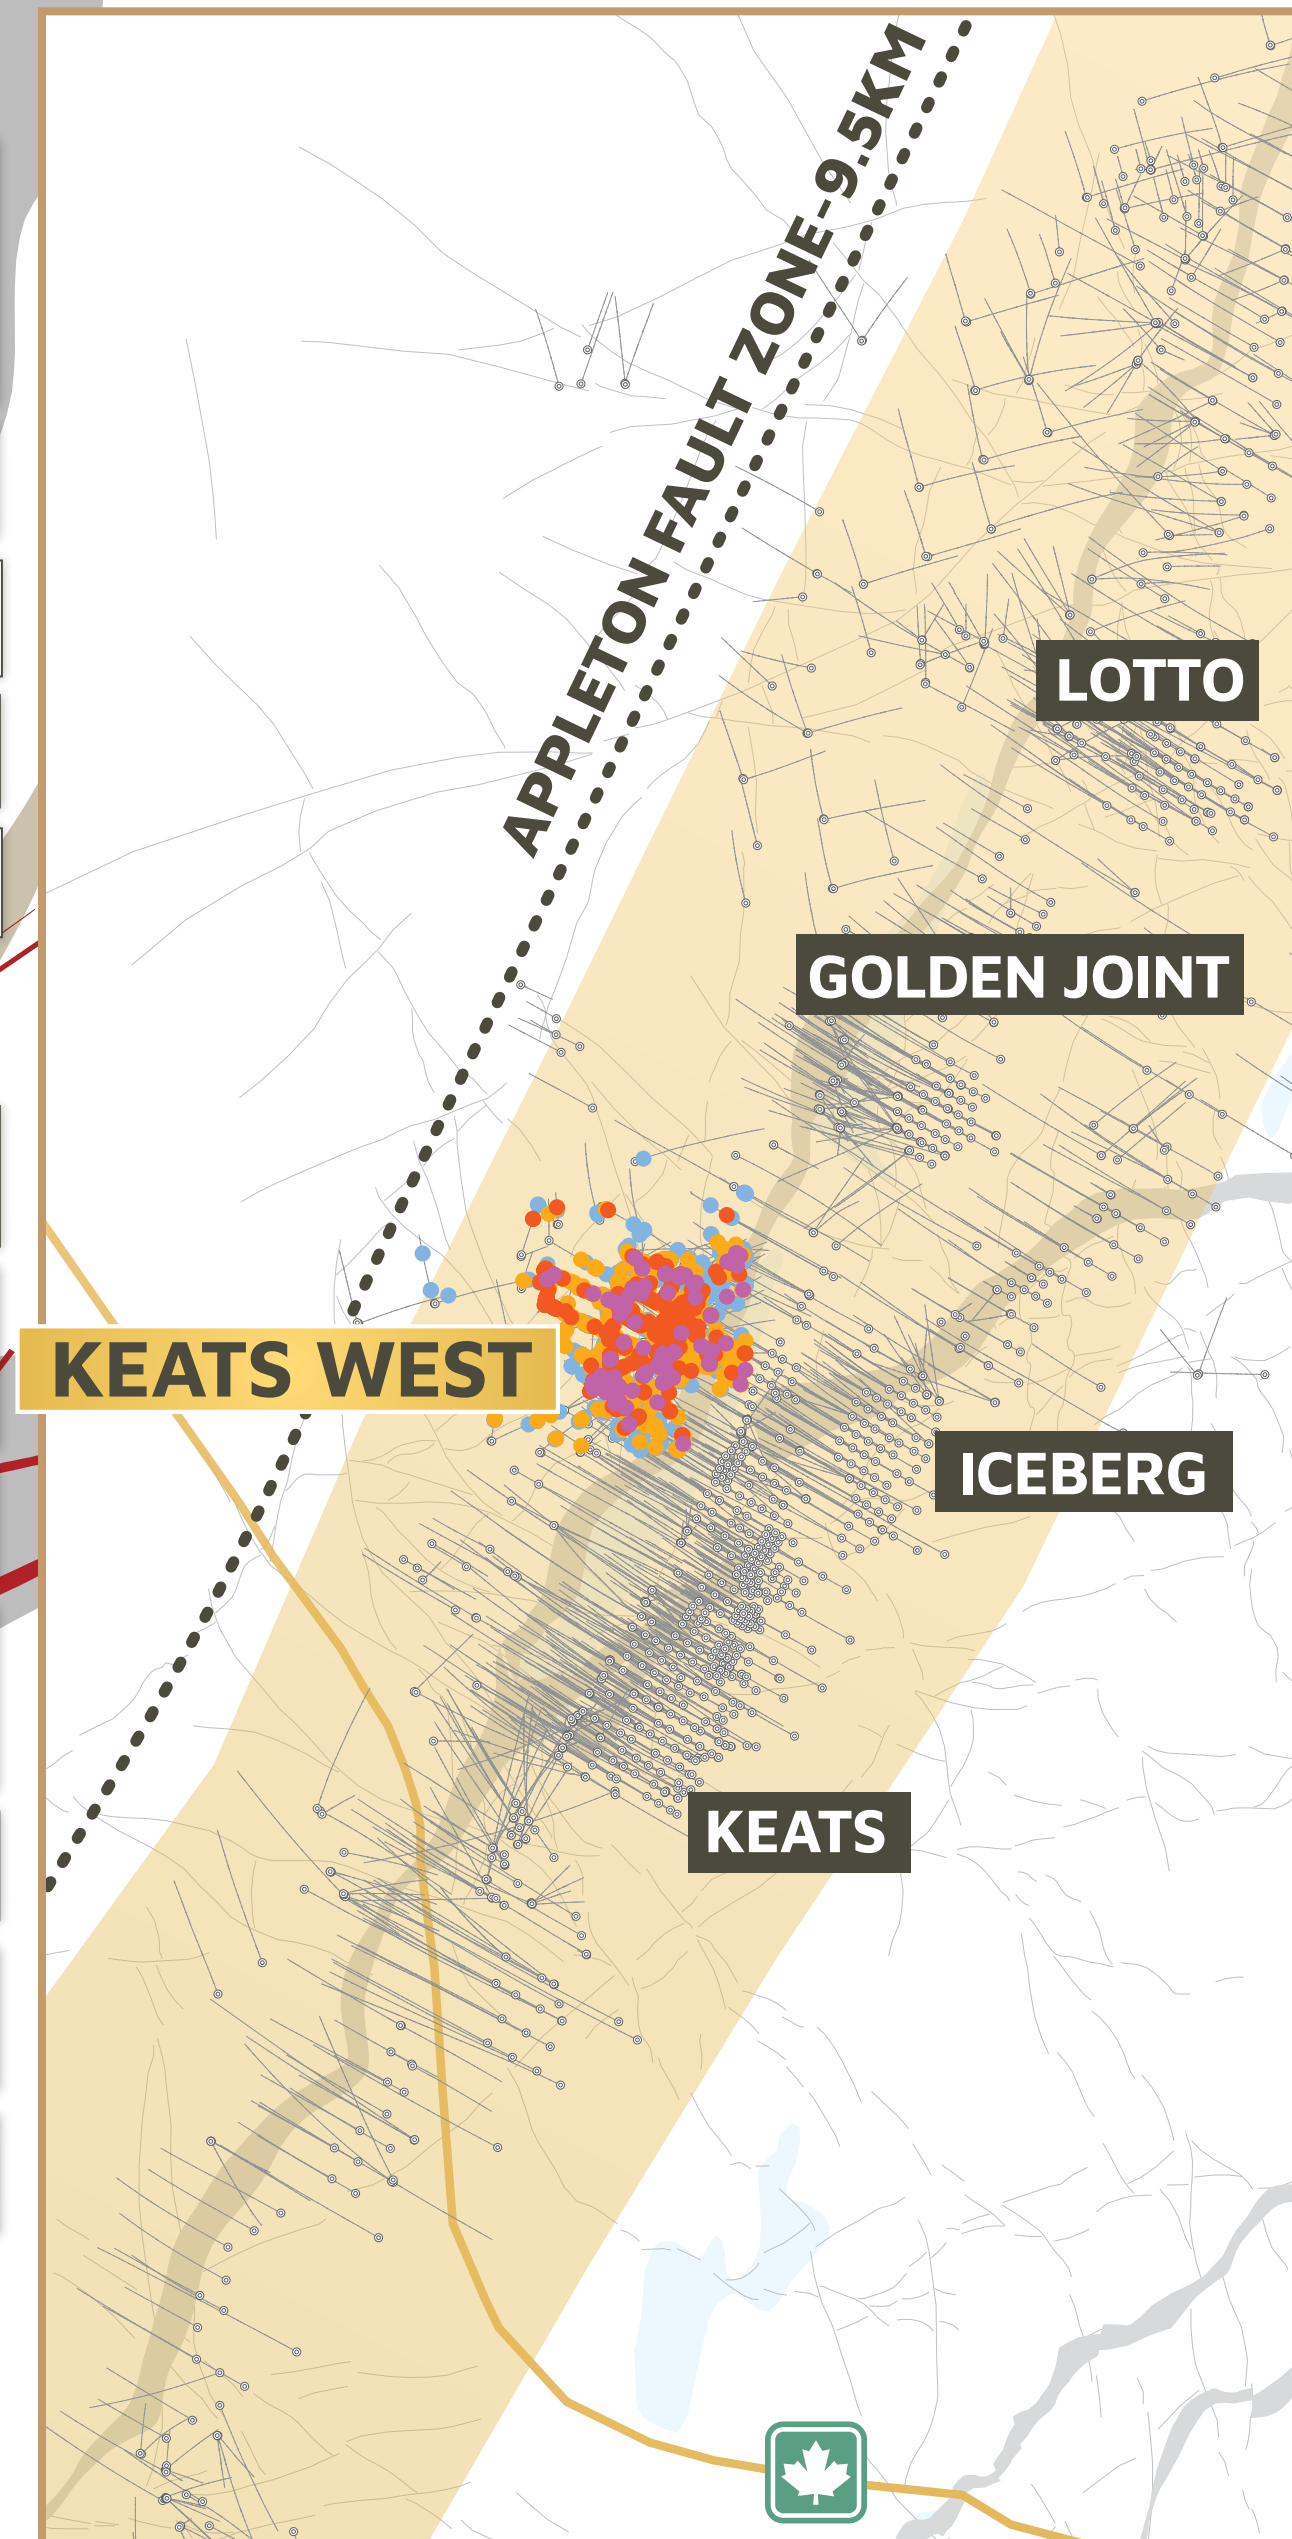 APPLETON FAULT ZONE-9.5KM
LOTTO
GOLDEN JOINT
KEATS WEST
ICEBERG
KEATS